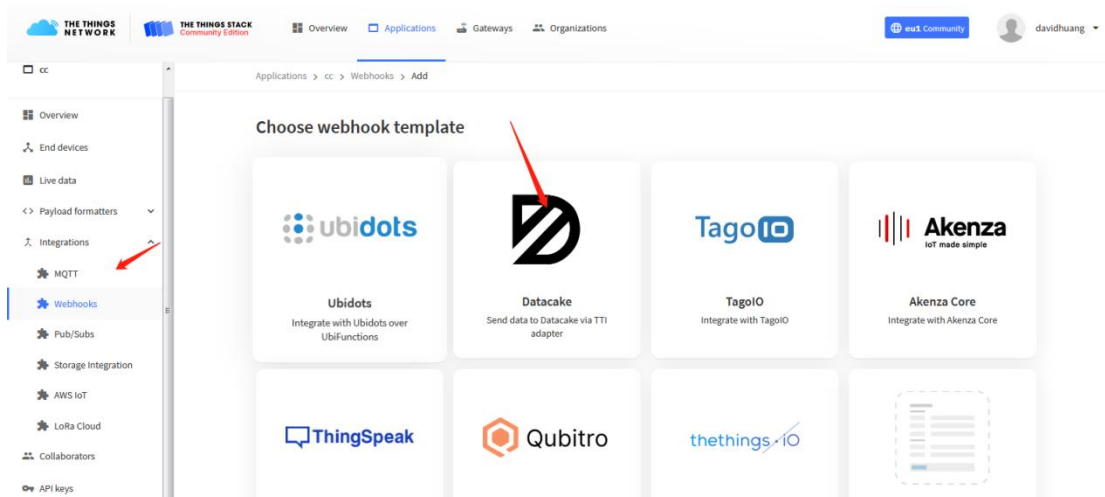 THE THINGS
NETWORK
THE THINGS STACK
Community Edition
Overview
Applications
Gateways
Organizations
eu1 Community
davidhuang
cc
Overview
End devices
Live data
Payload formatters
Integrations
MQTT
Webhooks
Pub/Subs
Storage Integration
AWS IoT
LoRa Cloud
Collaborators
API keys
Applications > cc > Webhooks > Add
Choose webhook template
ubidots
Ubidots
Integrate with Ubidots over
UbiFunctions
Datacake
Send data to Datacake via TTI
adapter
TagoIO
TagoIO
Integrate with TagoIO
Akenza
IoT made simple
Akenza Core
Integrate with Akenza Core
ThingSpeak
Qubitro
thethings.iO